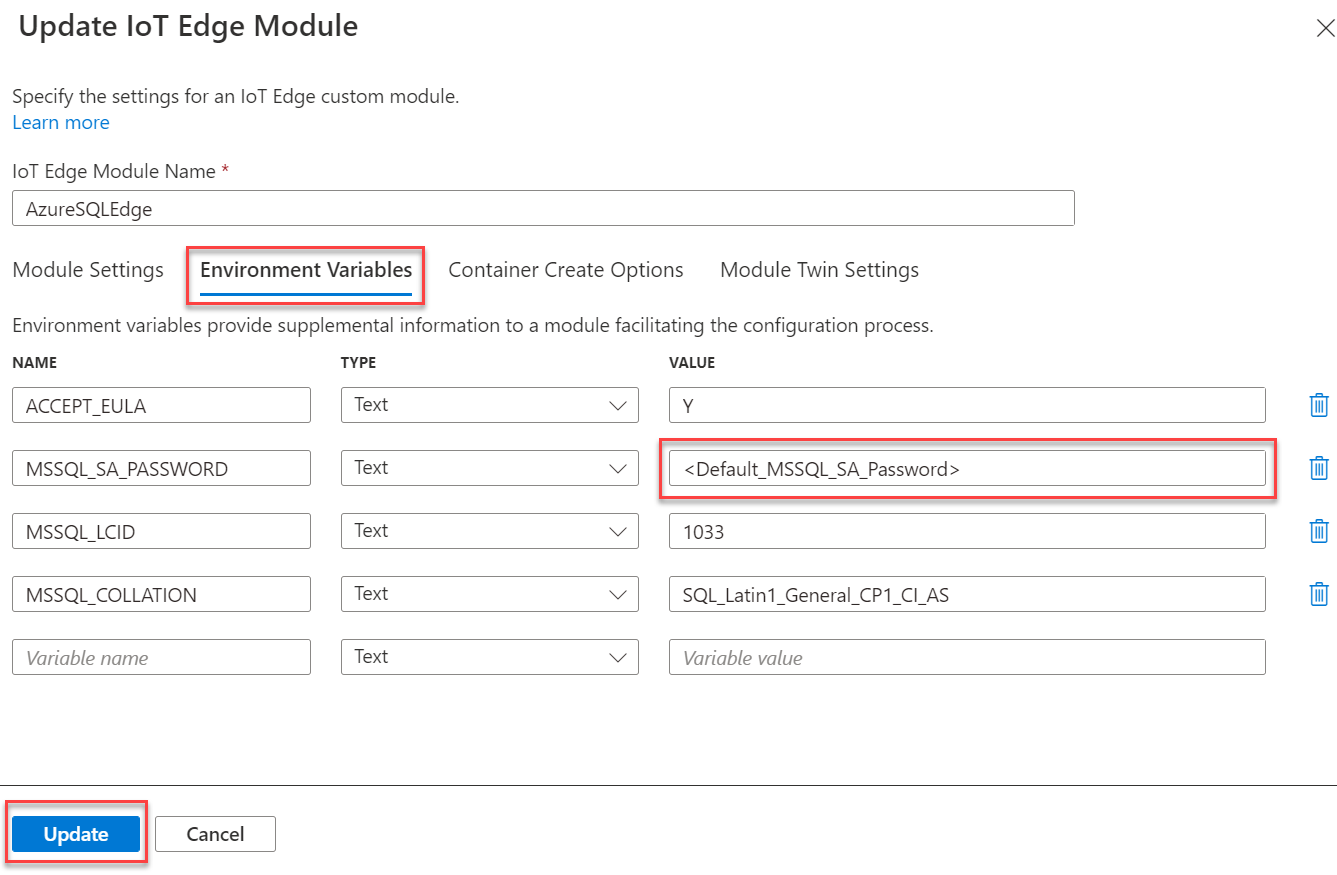 Update IoT Edge Module
Specify the settings for an IoT Edge custom module.
Learn more
IoT Edge Module Name *
AzureSQLEdge
Module Settings Environment Variables Container Create Options Module Twin Settings
Environment variables provide supplemental information to a module facilitating the configuration process.
NAME TYPE VALUE
ACCEPT_EULA Text Y
MSSQL_SA_PASSWORD Text <Default_MSSQL_SA_Password>
MSSQL_LCID Text 1033
MSSQL_COLLATION Text SQL_Latin1_General_CP1_CI_AS
Variable name Text Variable value
Update Cancel